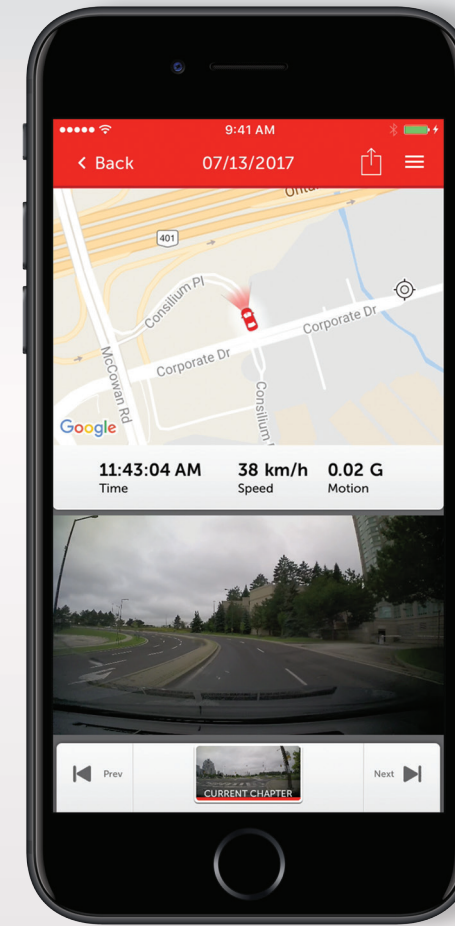 9:41 AM
Back 07/13/2017
401
Consilium Pl
Corporate Dr
Corporate Dr
McCowan Rd
Consilium
Google
11:43:04 AM 38 km/h 0.02 G
Time Speed Motion
Prev
CURRENT CHAPTER
Next